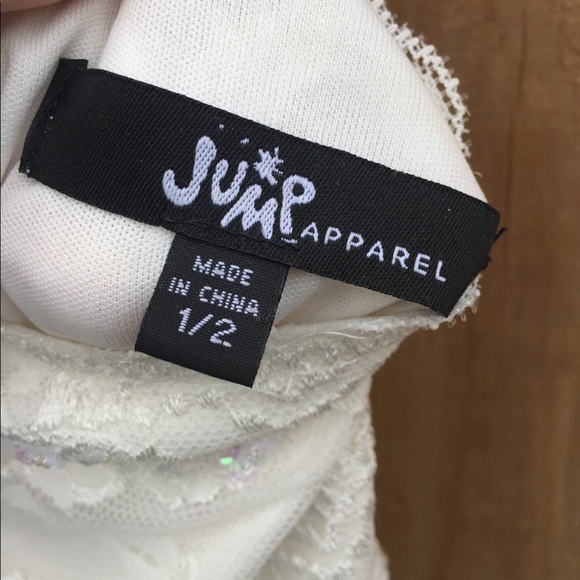 JUMP APPAREL
MADE
IN CHINA
1/2